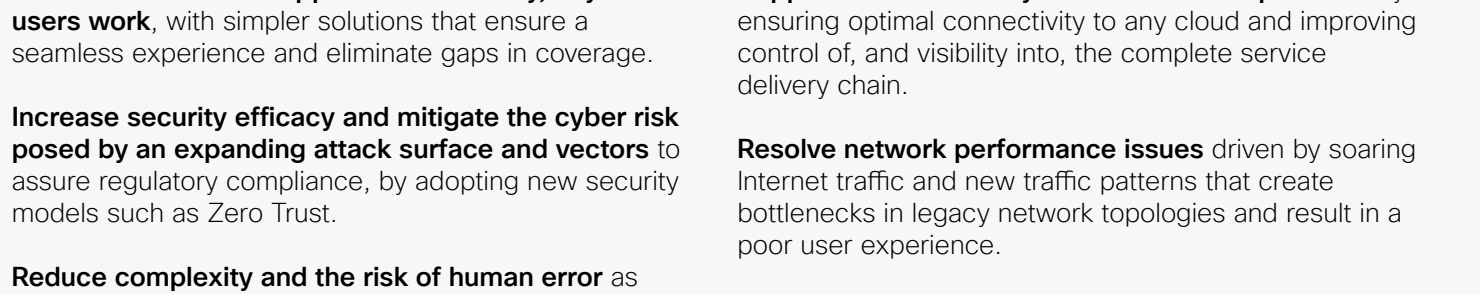 users work, with simpler solutions that ensure a
seamless experience and eliminate gaps in coverage.
Increase security efficacy and mitigate the cyber risk
posed by an expanding attack surface and vectors to
assure regulatory compliance, by adopting new security
models such as Zero Trust.
Reduce complexity and the risk of human error as
ensuring optimal connectivity to any cloud and improving
control of, and visibility into, the complete service
delivery chain.
Resolve network performance issues driven by soaring
Internet traffic and new traffic patterns that create
bottlenecks in legacy network topologies and result in a
poor user experience.